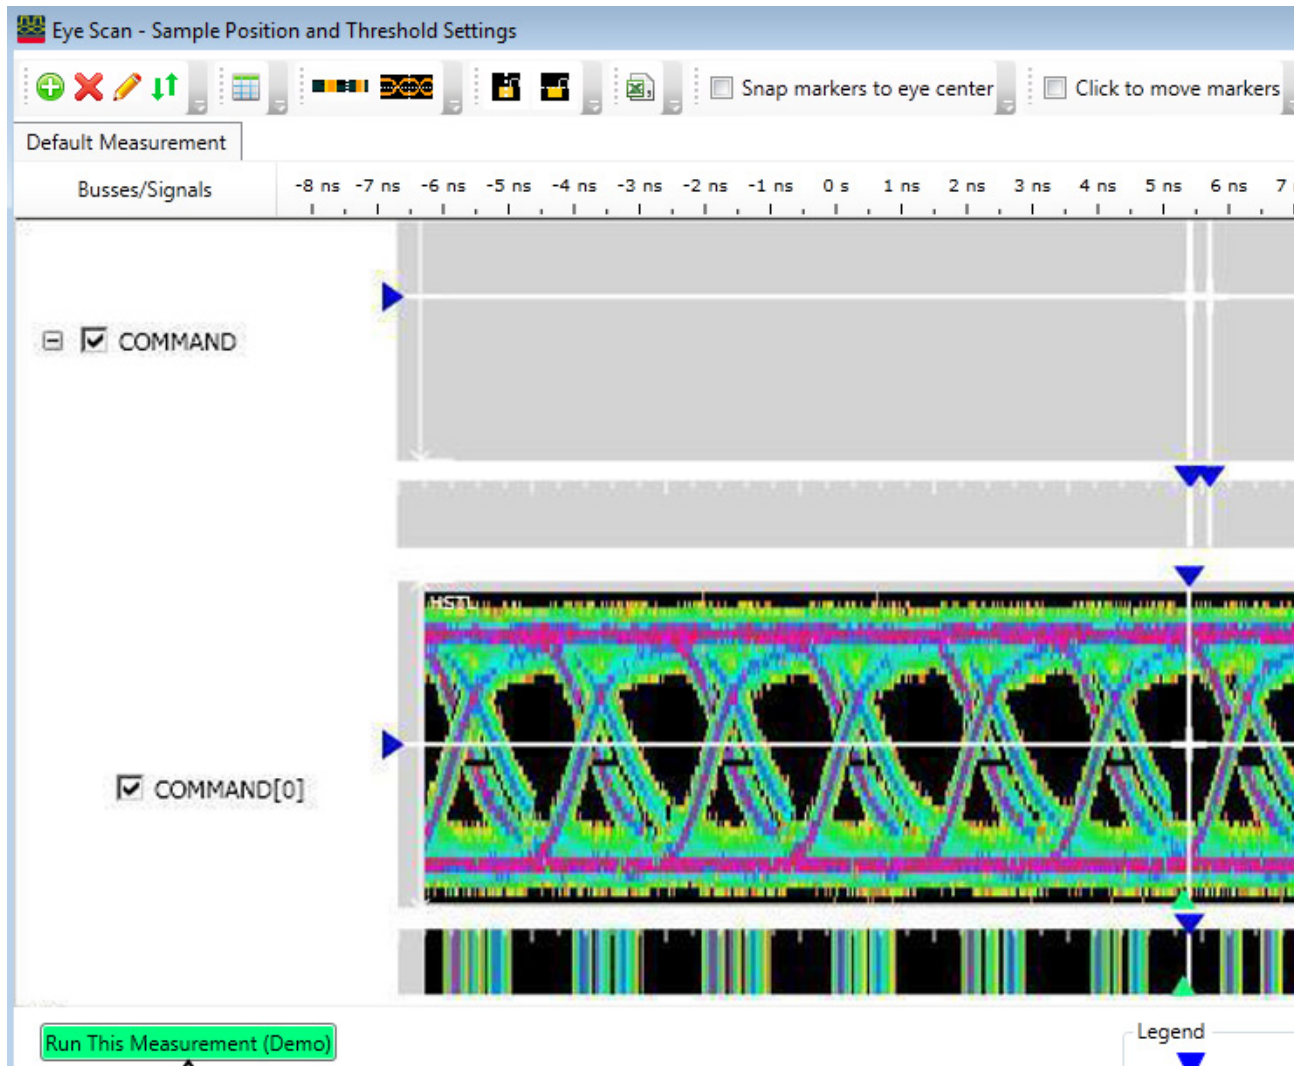 Eye Scan - Sample Position and Threshold Settings
Snap markers to eye center
Click to move markers
Default Measurement
Busses/Signals
-8 ns -7 ns -6 ns -5 ns -4 ns -3 ns -2 ns -1 ns 0 s 1 ns 2 ns 3 ns 4 ns 5 ns 6 ns 7
COMMAND
HSTL
COMMAND[0]
Run This Measurement (Demo)
Legend